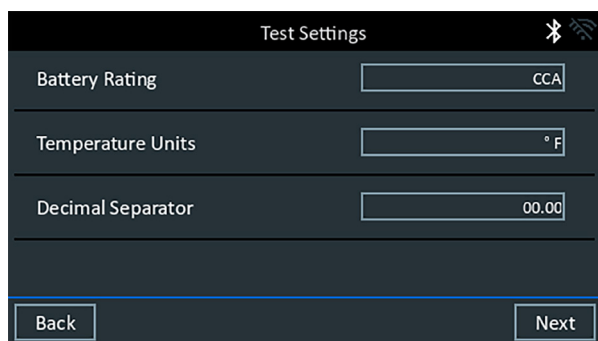 Test Settings
Battery Rating CCA
Temperature Units ° F
Decimal Separator 00.00
Back Next